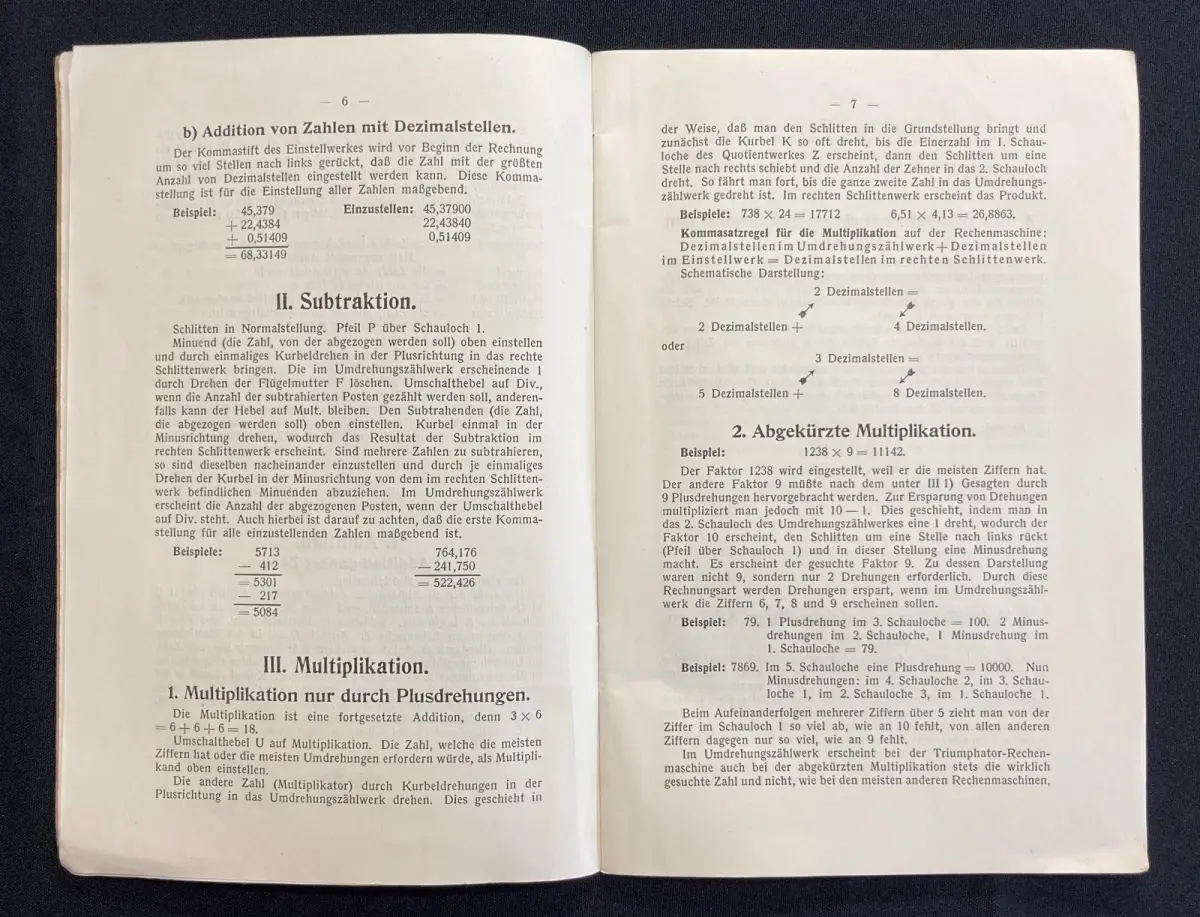 — 6 —
b) Addition von Zahlen mit Dezimalstellen.
Der Kommastift des Einstellwerkes wird vor Beginn der Rechnung
um so viel Stellen nach links gerückt, daß die Zahl mit der größten
Anzahl von Dezimalstellen eingestellt werden kann. Diese Komma-
stellung ist für die Einstellung aller Zahlen maßgebend.
Beispiel: 45,379 Einzustellen: 45,37900
+ 22,4384 22,43840
+ 0,51409 0,51409
= 68,33149
II. Subtraktion.
Schlitten in Normalstellung. Pfeil P über Schauloch 1.
Minuend (die Zahl, von der abgezogen werden soll) oben einstellen
und durch einmaliges Kurbeldrehen in der Plusrichtung in das rechte
Schlittenwerk bringen. Die im Umdrehungszählwerk erscheinende 1
durch Drehen der Flügelmutter F löschen. Umschalthebel auf Div.,
wenn die Anzahl der subtrahierten Posten gezählt werden soll, anderen-
falls kann der Hebel auf Mult. bleiben. Den Subtrahenden (die Zahl,
die abgezogen werden soll) oben einstellen. Kurbel einmal in der
Minusrichtung drehen, wodurch das Resultat der Subtraktion im
rechten Schlittenwerk erscheint. Sind mehrere Zahlen zu subtrahieren,
so sind dieselben nacheinander einzustellen und durch je einmaliges
Drehen der Kurbel in der Minusrichtung von dem im rechten Schlitten-
werk befindlichen Minuenden abzuziehen. Im Umdrehungszählwerk
erscheint die Anzahl der abgezogenen Posten, wenn der Umschalthebel
auf Div. steht. Auch hierbei ist darauf zu achten, daß die erste Komma-
stellung für alle einzustellenden Zahlen maßgebend ist.
Beispiele: 5713 764,176
— 412 — 241,750
= 5301 = 522,426
— 217
= 5084
III. Multiplikation.
1. Multiplikation nur durch Plusdrehungen.
Die Multiplikation ist eine fortgesetzte Addition, denn 3 × 6
= 6 + 6 + 6 = 18.
Umschalthebel U auf Multiplikation. Die Zahl, welche die meisten
Ziffern hat oder die meisten Umdrehungen erfordern würde, als Multipli-
kand oben einstellen.
Die andere Zahl (Multiplikator) durch Kurbeldrehungen in der
Plusrichtung in das Umdrehungszählwerk drehen. Dies geschieht in
— 7 —
der Weise, daß man den Schlitten in die Grundstellung bringt und
zunächst die Kurbel K so oft dreht, bis die Einerzahl im 1. Schau-
loche des Quotientwerkes Z erscheint, dann den Schlitten um eine
Stelle nach rechts schiebt und die Anzahl der Zehner in das 2. Schauloch
dreht. So fährt man fort, bis die ganze zweite Zahl in das Umdrehungs-
zählwerk gedreht ist. Im rechten Schlittenwerk erscheint das Produkt.
Beispiele: 738 × 24 = 17712 6,51 × 4,13 = 26,8863.
Kommasatzregel für die Multiplikation auf der Rechenmaschine:
Dezimalstellen im Umdrehungszählwerk + Dezimalstellen
im Einstellwerk = Dezimalstellen im rechten Schlittenwerk.
Schematische Darstellung:
2 Dezimalstellen =
2 Dezimalstellen + 4 Dezimalstellen.
oder
3 Dezimalstellen =
5 Dezimalstellen + 8 Dezimalstellen.
2. Abgekürzte Multiplikation.
Beispiel: 1238 × 9 = 11142.
Der Faktor 1238 wird eingestellt, weil er die meisten Ziffern hat.
Der andere Faktor 9 müßte nach dem unter III 1) Gesagten durch
9 Plusdrehungen hervorgebracht werden. Zur Ersparung von Drehungen
multipliziert man jedoch mit 10 — 1. Dies geschieht, indem man in
das 2. Schauloch des Umdrehungszählwerkes eine 1 dreht, wodurch der
Faktor 10 erscheint, den Schlitten um eine Stelle nach links rückt
(Pfeil über Schauloch 1) und in dieser Stellung eine Minusdrehung
macht. Es erscheint der gesuchte Faktor 9. Zu dessen Darstellung
waren nicht 9, sondern nur 2 Drehungen erforderlich. Durch diese
Rechnungsart werden Drehungen erspart, wenn im Umdrehungszähl-
werk die Ziffern 6, 7, 8 und 9 erscheinen sollen.
Beispiel: 79. 1 Plusdrehung im 3. Schauloche = 100. 2 Minus-
drehungen im 2. Schauloche, 1 Minusdrehung im
1. Schauloche = 79.
Beispiel: 7869. Im 5. Schauloche eine Plusdrehung = 10000. Nun
Minusdrehungen: im 4. Schauloche 2, im 3. Schau-
loche 1, im 2. Schauloche 3, im 1. Schauloche 1.
Beim Aufeinanderfolgen mehrerer Ziffern über 5 zieht man von der
Ziffer im Schauloch 1 so viel ab, wie an 10 fehlt, von allen anderen
Ziffern dagegen nur so viel, wie an 9 fehlt.
Im Umdrehungszählwerk erscheint bei der Triumphator-Rechen-
maschine auch bei der abgekürzten Multiplikation stets die wirklich
gesuchte Zahl und nicht, wie bei den meisten anderen Rechenmaschinen,